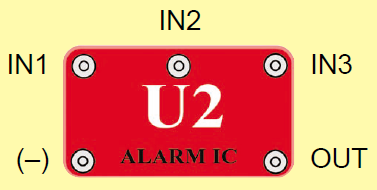 IN2
IN1 IN3
U2
(–) ALARM IC OUT